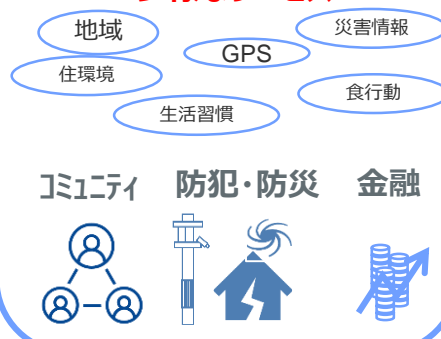 地域
災害情報
GPS
住環境
食行動
生活習慣
ｺﾐｭﾆﾃｨ 防犯･防災 金融